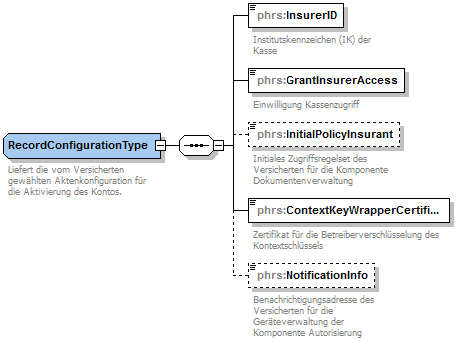 phrs:InsurerID
Institutskennzeichen (IK) der
Kasse
phrs:GrantInsurerAccess
Einwilligung Kassenzugriff
RecordConfigurationType
Liefert die vom Versicherten
gewählten Aktenkonfiguration für
die Aktivierung des Kontos.
phrs:InitialPolicyInsurant
Initiales Zugriffsregelset des
Versicherten für die Komponente
Dokumentenverwaltung
phrs:ContextKeyWrapperCertifi...
Zertifikat für die Betreiberverschlüsselung des
Kontextschlüssels
phrs:NotificationInfo
Benachrichtigungsadresse des
Versicherten für die
Geräteverwaltung der
Komponente Autorisierung